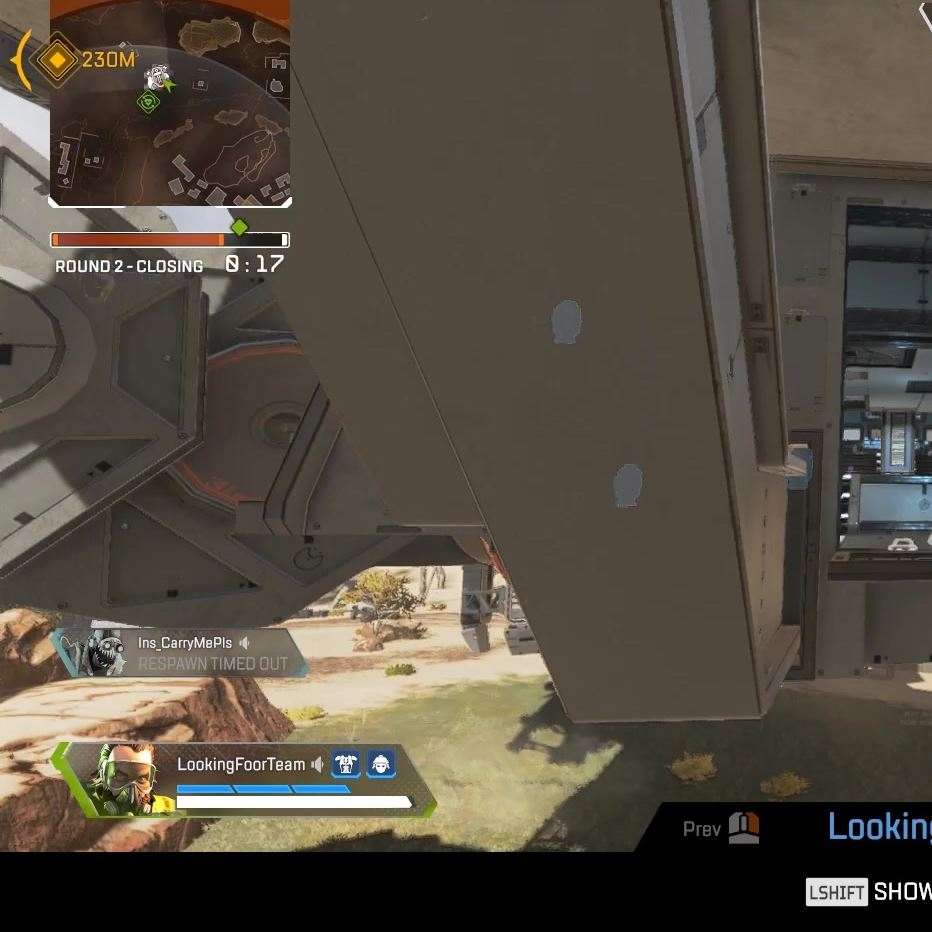 230M
ROUND 2 - CLOSING 0:17
Ins_CarryMePls
RESPAWN TIMED OUT
LookingFoorTeam
Prev Looking
LSHIFT SHOW